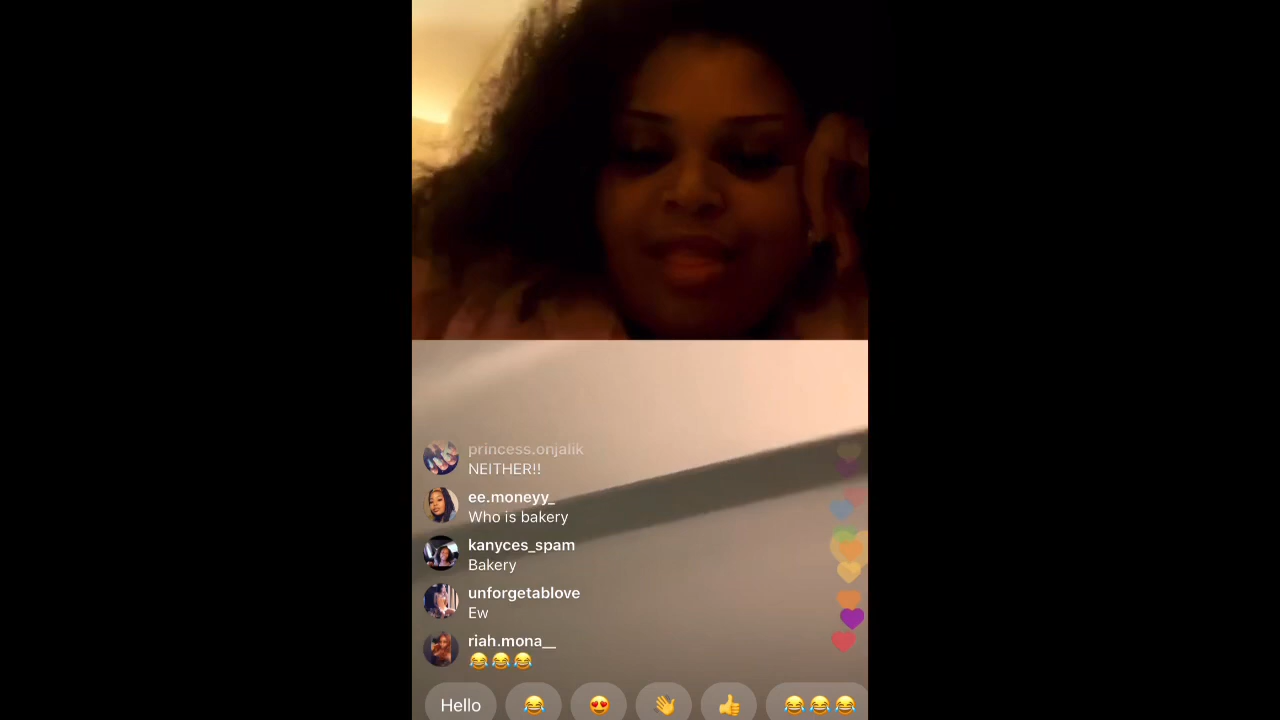 princess.onjalik
NEITHER!!
ee.moneyy_
Who is bakery
kanyces_spam
Bakery
unforgetablove
Ew
riah.mona__
😂😂😂
Hello 😂 😍 👋 👍 😂😂😂